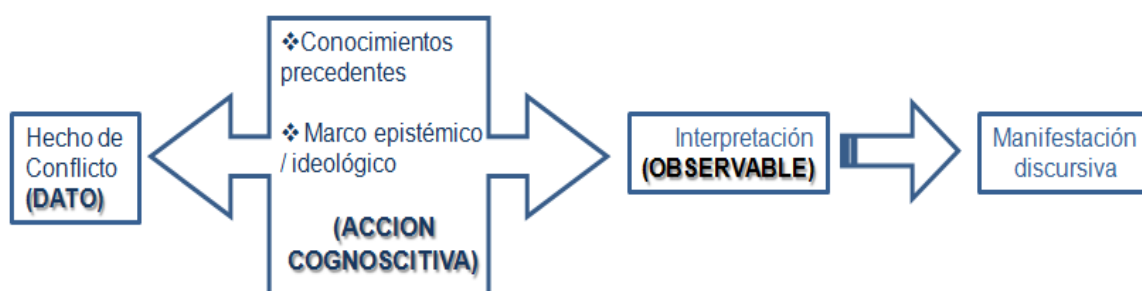 Hecho de
Conflicto
(DATO)
❖Conocimientos
precedentes
❖ Marco epistémico
/ ideológico
(ACCION
COGNOSCITIVA)
Interpretación
(OBSERVABLE)
Manifestación
discursiva